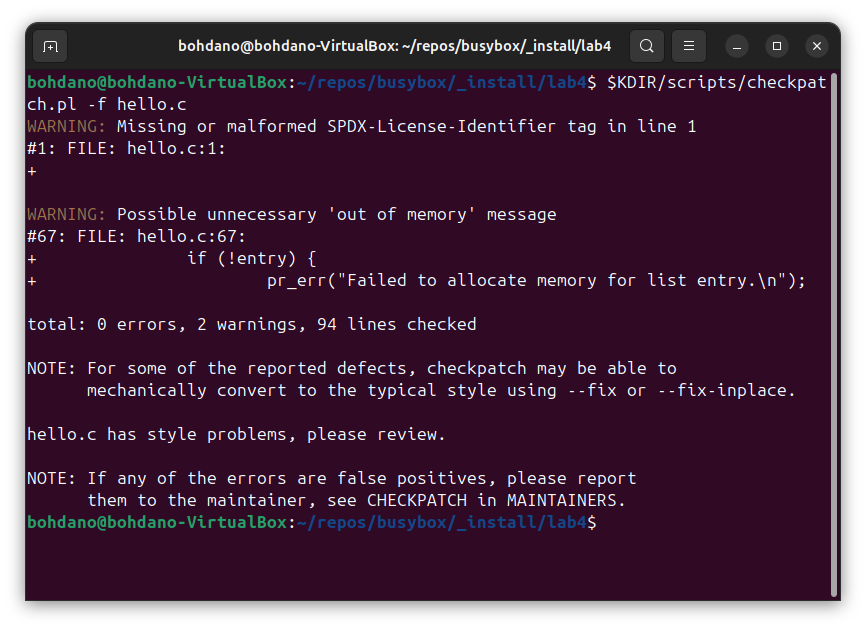 bohdano@bohdano-VirtualBox: ~/repos/busybox/_install/lab4
bohdano@bohdano-VirtualBox:~/repos/busybox/_install/lab4$ $KDIR/scripts/checkpat
ch.pl -f hello.c
WARNING: Missing or malformed SPDX-License-Identifier tag in line 1
#1: FILE: hello.c:1:
+
WARNING: Possible unnecessary 'out of memory' message
#67: FILE: hello.c:67:
+               if (!entry) {
+                       pr_err("Failed to allocate memory for list entry.\n");
total: 0 errors, 2 warnings, 94 lines checked
NOTE: For some of the reported defects, checkpatch may be able to
      mechanically convert to the typical style using --fix or --fix-inplace.
hello.c has style problems, please review.
NOTE: If any of the errors are false positives, please report
      them to the maintainer, see CHECKPATCH in MAINTAINERS.
bohdano@bohdano-VirtualBox:~/repos/busybox/_install/lab4$